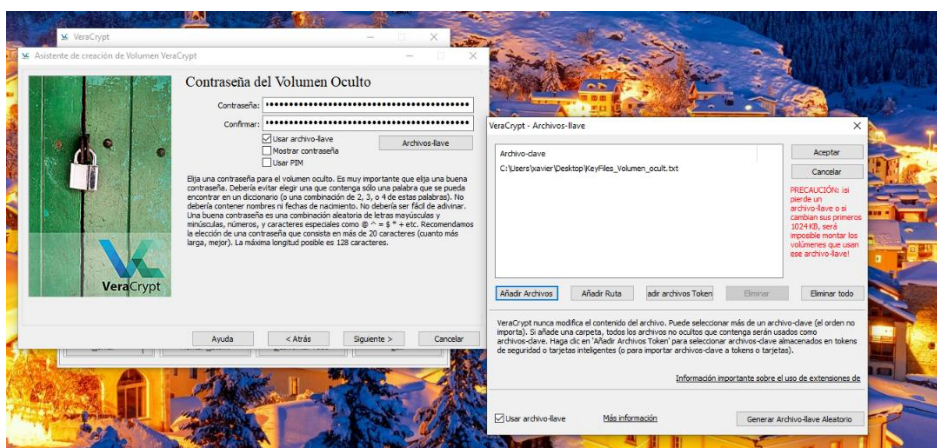 VeraCrypt
Asistente de creación de Volumen VeraCrypt
Contraseña del Volumen Oculto
Contraseña:
Confirmar:
Usar archivo-llave
Archivos-llave
Mostrar contraseña
Usar PIM
Elija una contraseña para el volumen oculto. Es muy importante que elija una buena
contraseña. Debería evitar elegir una que contenga sólo una palabra que se pueda
encontrar en un diccionario (o una combinación de 2, 3, o 4 de estas palabras). No
debería contener nombres ni fechas de nacimiento. No debería ser fácil de adivinar.
Una buena contraseña es una combinación aleatoria de letras mayúsculas y
minúsculas, números, y caracteres especiales como @ ^ = $ * + etc. Recomendamos
la elección de una contraseña que consista en más de 20 caracteres (cuanto más
larga, mejor). La máxima longitud posible es 128 caracteres.
VeraCrypt
Ayuda
< Atrás
Siguiente >
Cancelar
VeraCrypt - Archivos-llave
Archivo-clave
C:\Users\xavier\Desktop\KeyFiles_Volumen_ocult.txt
Aceptar
Cancelar
PRECAUCIÓN: ¡si
pierde un
archivo-llave o si
cambian sus primeros
1024 KB, será
imposible montar los
volúmenes que usan
ese archivo-llave!
Añadir Archivos
Añadir Ruta
adir archivos Token
Eliminar
Eliminar todo
VeraCrypt nunca modifica el contenido del archivo. Puede seleccionar más de un archivo-clave (el orden no
importa). Si añade una carpeta, todos los archivos no ocultos que contenga serán usados como
archivos-clave. Haga clic en 'Añadir Archivos Token' para seleccionar archivos-clave almacenados en tokens
de seguridad o tarjetas inteligentes (o para importar archivos-clave a tokens o tarjetas).
Información importante sobre el uso de extensiones de
Usar archivo-llave
Más información
Generar Archivo-llave Aleatorio